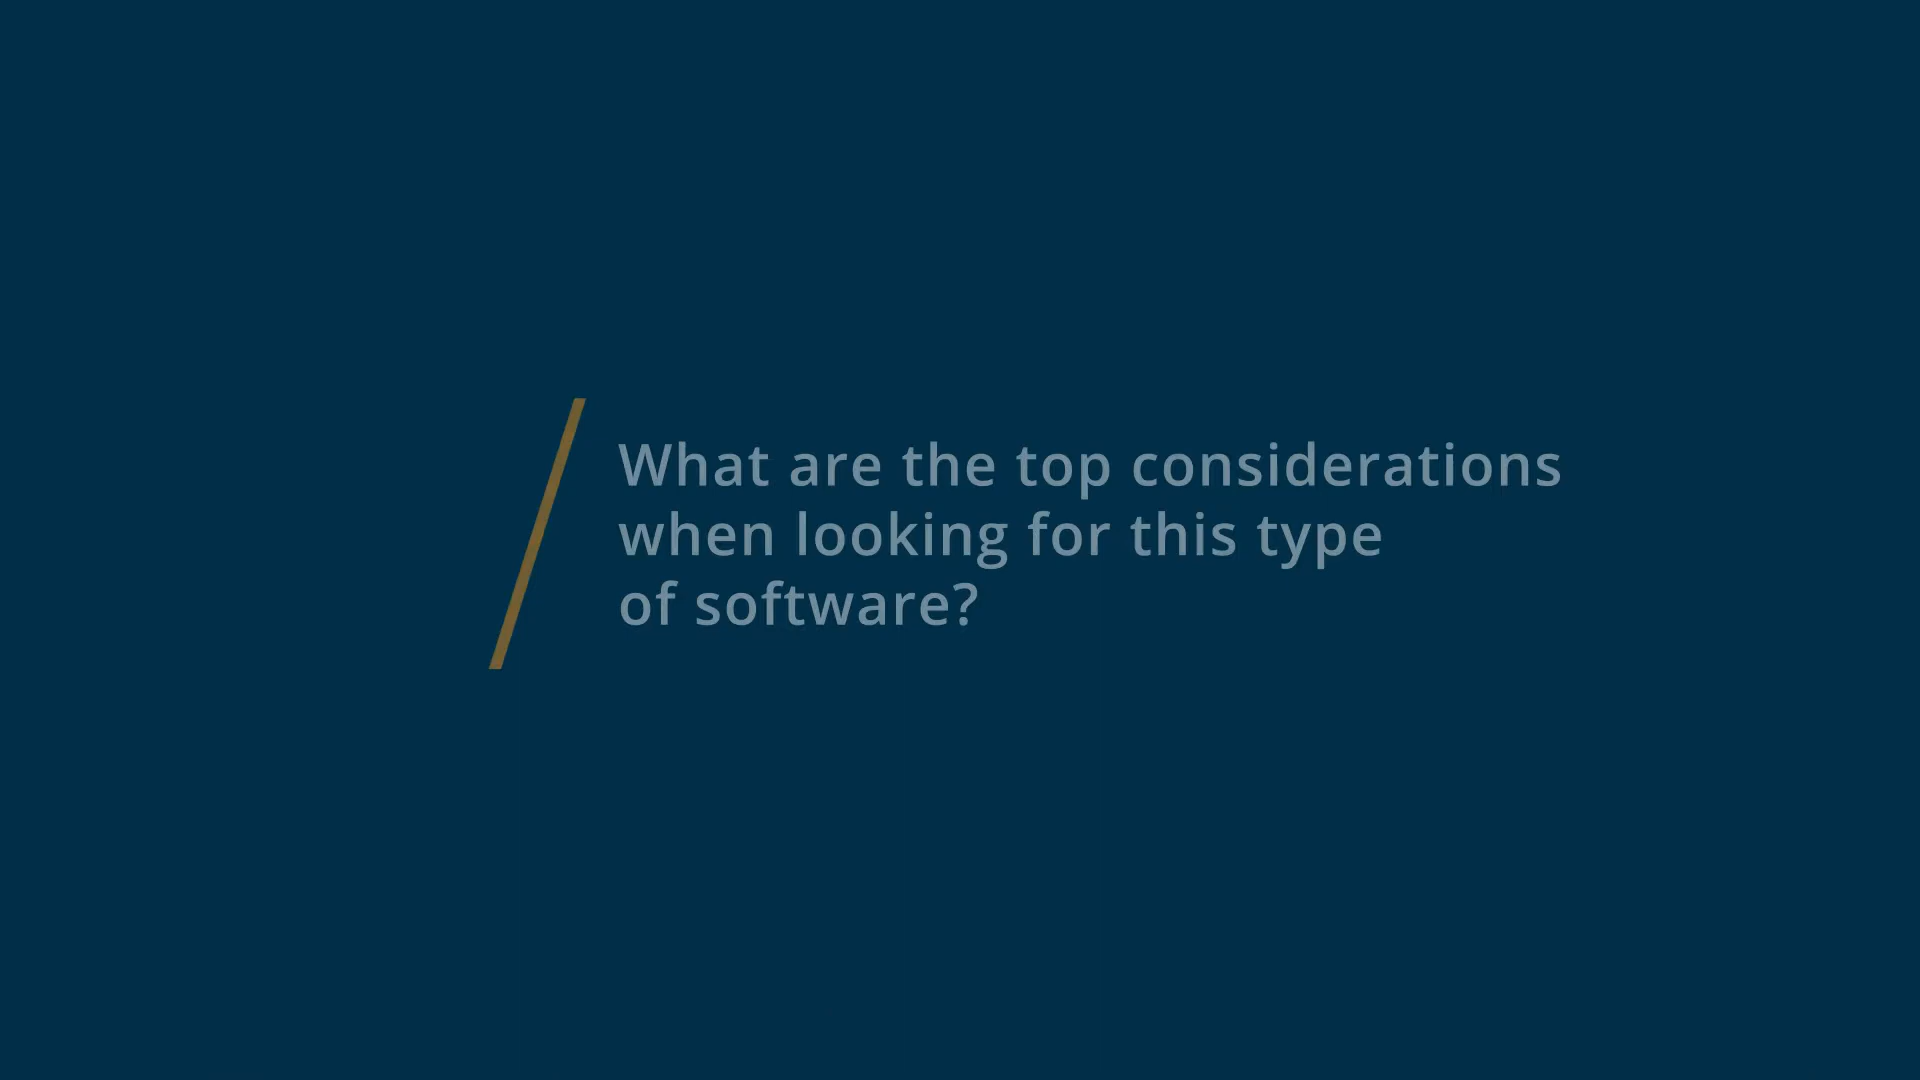 What are the top considerations
when looking for this type
of software?